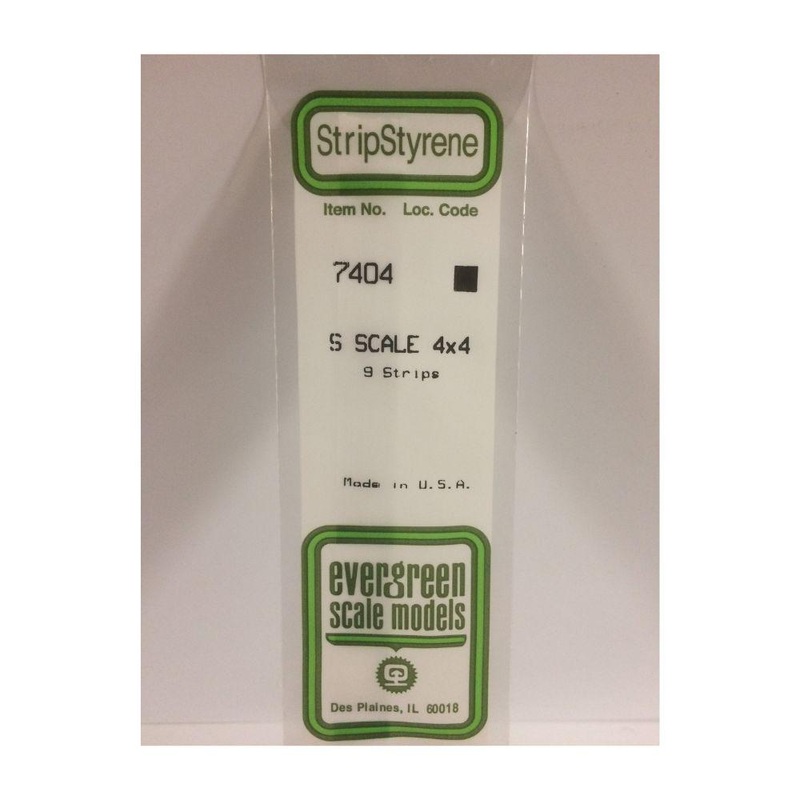 StripStyrene
Item No. Loc. Code
7404
S SCALE 4x4
9 Strips
Made in U.S.A.
evergreen
scale models
Des Plaines, IL 60018